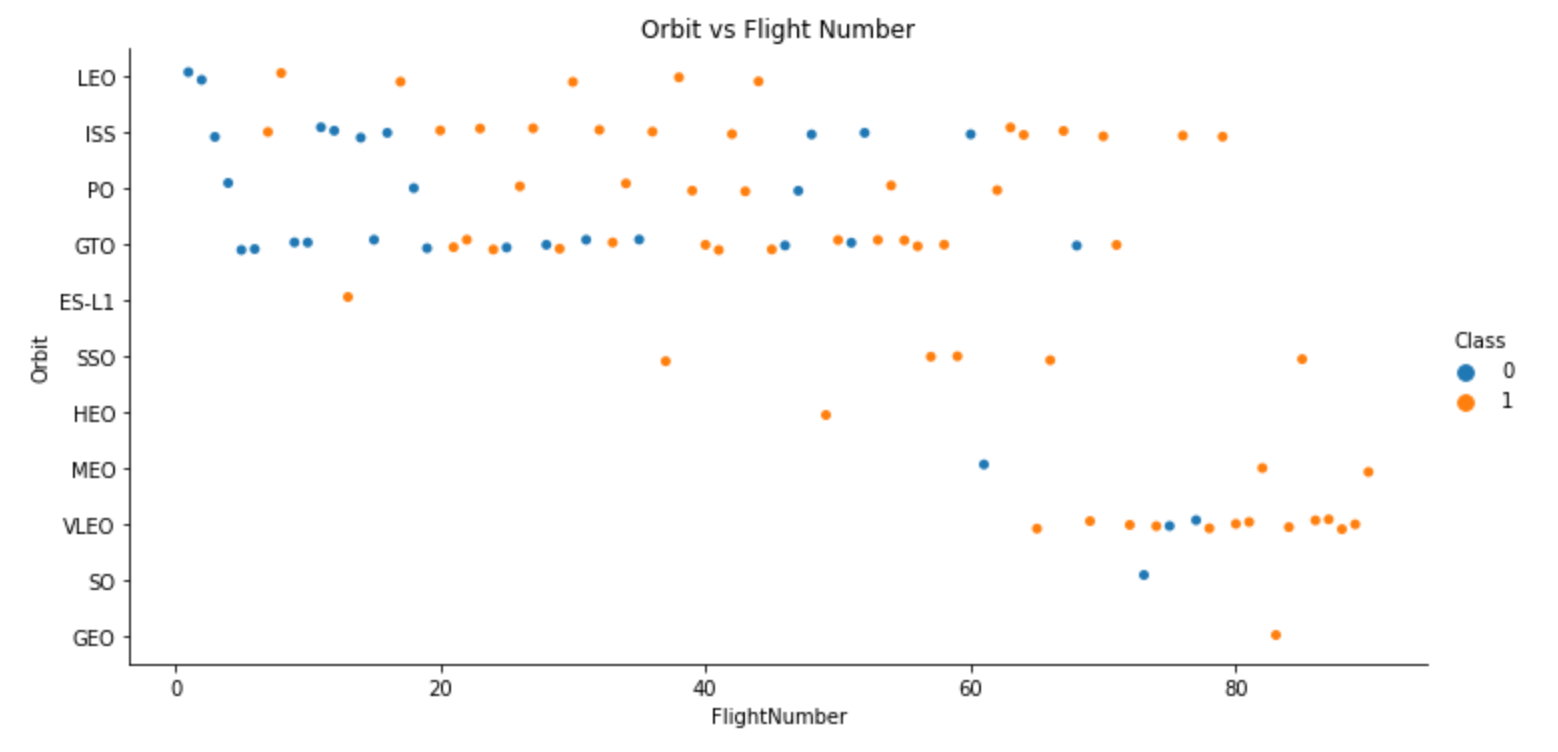 Orbit vs Flight Number
LEO
ISS
PO
GTO
ES-L1
SSO
HEO
MEO
VLEO
SO
GEO
Orbit
0 20 40 60 80
FlightNumber
Class
0
1